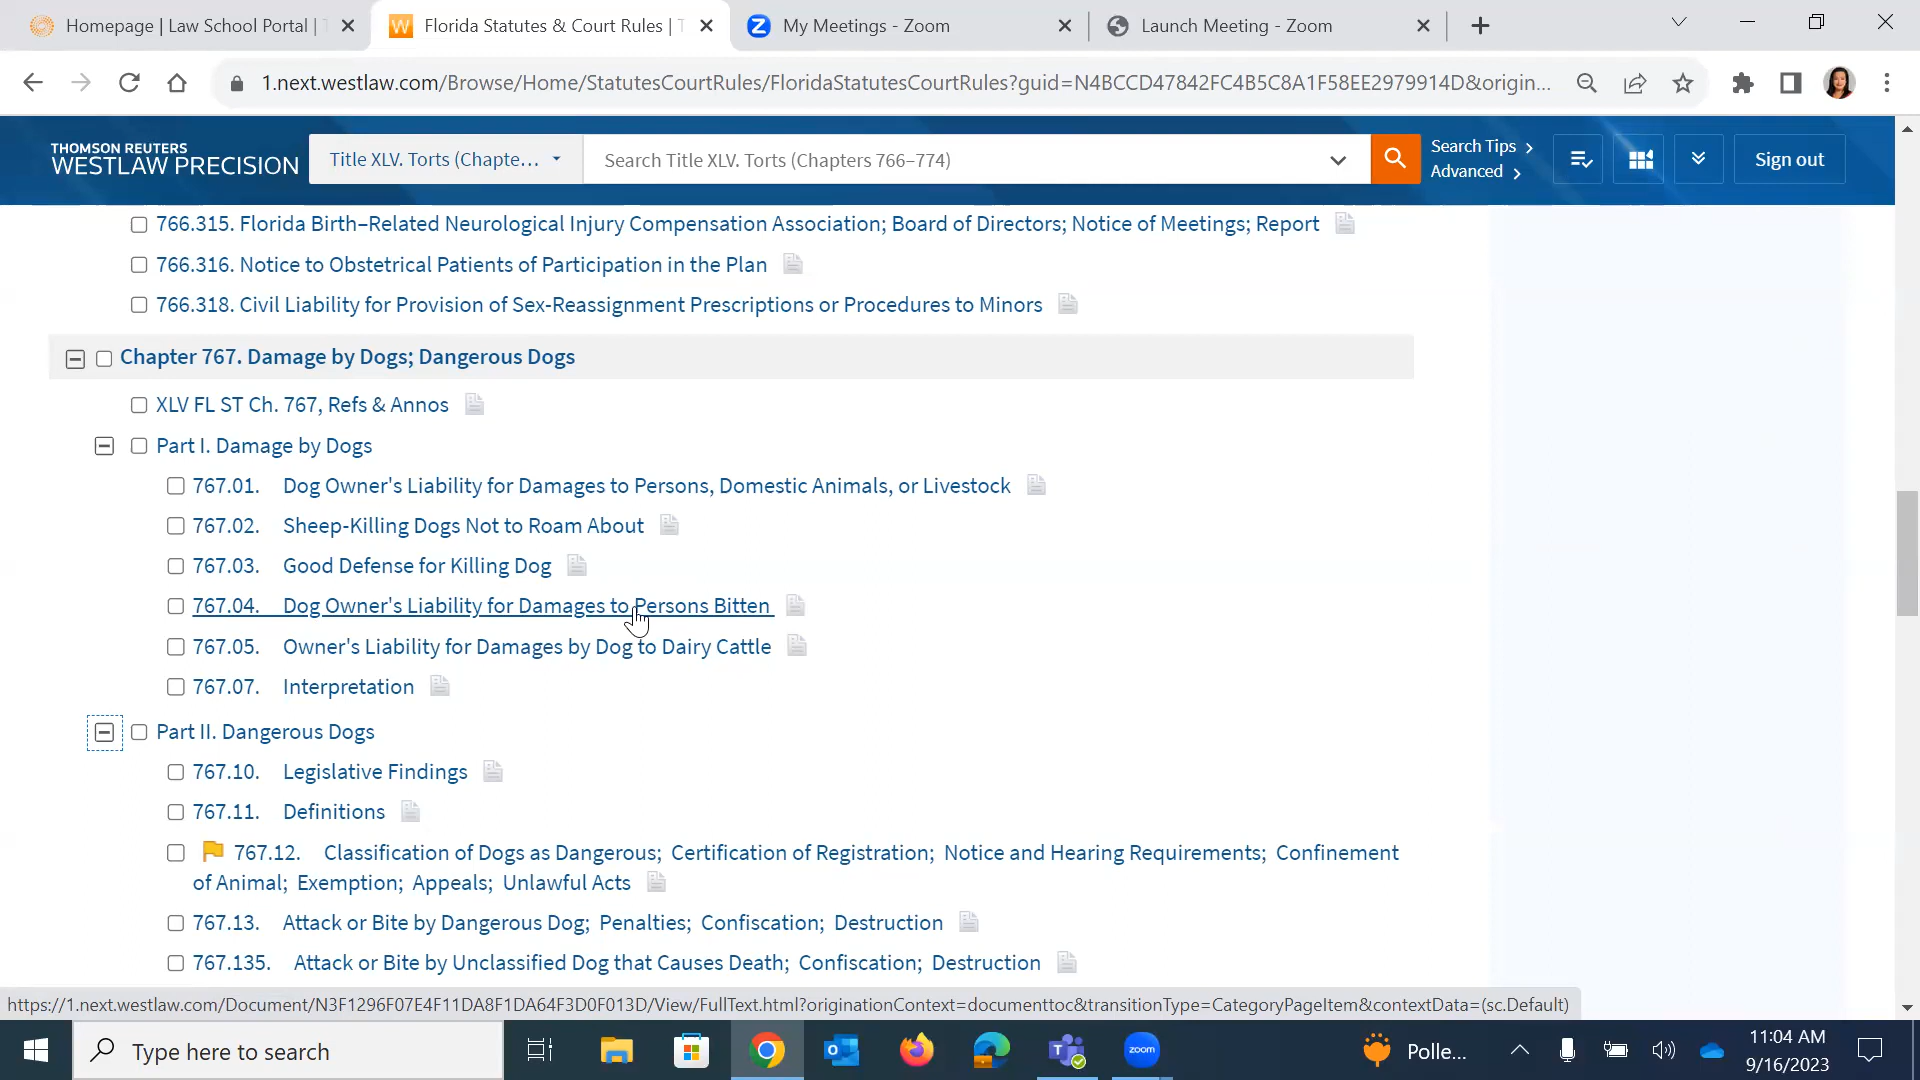 Homepage | Law School Portal |
Florida Statutes & Court Rules |
My Meetings - Zoom
Launch Meeting - Zoom
1.next.westlaw.com/Browse/Home/StatutesCourtRules/FloridaStatutesCourtRules?guid=N4BCCD47842FC4B5C8A1F58EE2979914D&origin...
THOMSON REUTERS
WESTLAW PRECISION
Title XLV. Torts (Chapte...
Search Title XLV. Torts (Chapters 766–774)
Search Tips
Advanced
Sign out
766.315. Florida Birth–Related Neurological Injury Compensation Association; Board of Directors; Notice of Meetings; Report
766.316. Notice to Obstetrical Patients of Participation in the Plan
766.318. Civil Liability for Provision of Sex-Reassignment Prescriptions or Procedures to Minors
Chapter 767. Damage by Dogs; Dangerous Dogs
XLV FL ST Ch. 767, Refs & Annos
Part I. Damage by Dogs
767.01. Dog Owner's Liability for Damages to Persons, Domestic Animals, or Livestock
767.02. Sheep-Killing Dogs Not to Roam About
767.03. Good Defense for Killing Dog
767.04. Dog Owner's Liability for Damages to Persons Bitten
767.05. Owner's Liability for Damages by Dog to Dairy Cattle
767.07. Interpretation
Part II. Dangerous Dogs
767.10. Legislative Findings
767.11. Definitions
767.12. Classification of Dogs as Dangerous; Certification of Registration; Notice and Hearing Requirements; Confinement
of Animal; Exemption; Appeals; Unlawful Acts
767.13. Attack or Bite by Dangerous Dog; Penalties; Confiscation; Destruction
767.135. Attack or Bite by Unclassified Dog that Causes Death; Confiscation; Destruction
https://1.next.westlaw.com/Document/N3F1296F07E4F11DA8F1DA64F3D0F013D/View/FullText.html?originationContext=documenttoc&transitionType=CategoryPageItem&contextData=(sc.Default)
Type here to search
zoom
Polle...
11:04 AM
9/16/2023